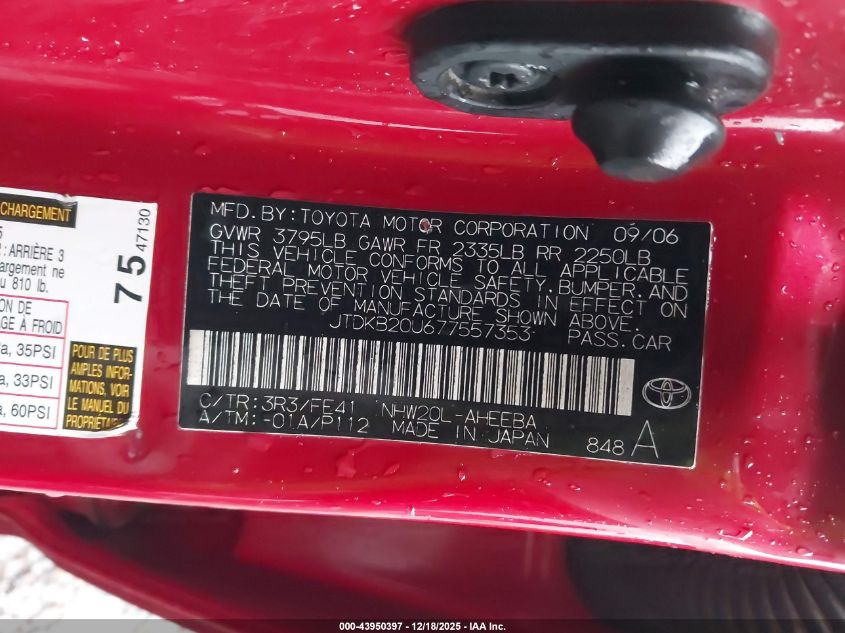 CHARGEMENT
5
: ARRIÈRE 3
argement ne
u 810 lb.
ION DE
AGE À FROID
a, 35PSI
a, 33PSI
a, 60PSI
POUR DE PLUS
AMPLES INFOR-
MATIONS, VOIR
LE MANUEL DU
75
47130
MFD. BY: TOYOTA MOTOR CORPORATION 09/06
GVWR 3795LB GAWR FR 2335LB RR 2250LB
THIS VEHICLE CONFORMS TO ALL APPLICABLE
FEDERAL MOTOR VEHICLE SAFETY, BUMPER, AND
THEFT PREVENTION STANDARDS IN EFFECT ON
THE DATE OF MANUFACTURE SHOWN ABOVE.
JTDKB20U677557353 PASS. CAR
C/TR: 3R3/FE41 NHW20L-AHEEBA
A/TM: -01A/P112 MADE IN JAPAN 848 A
TOYOTA
000-43950397 - 12/18/2025 - IAA Inc.